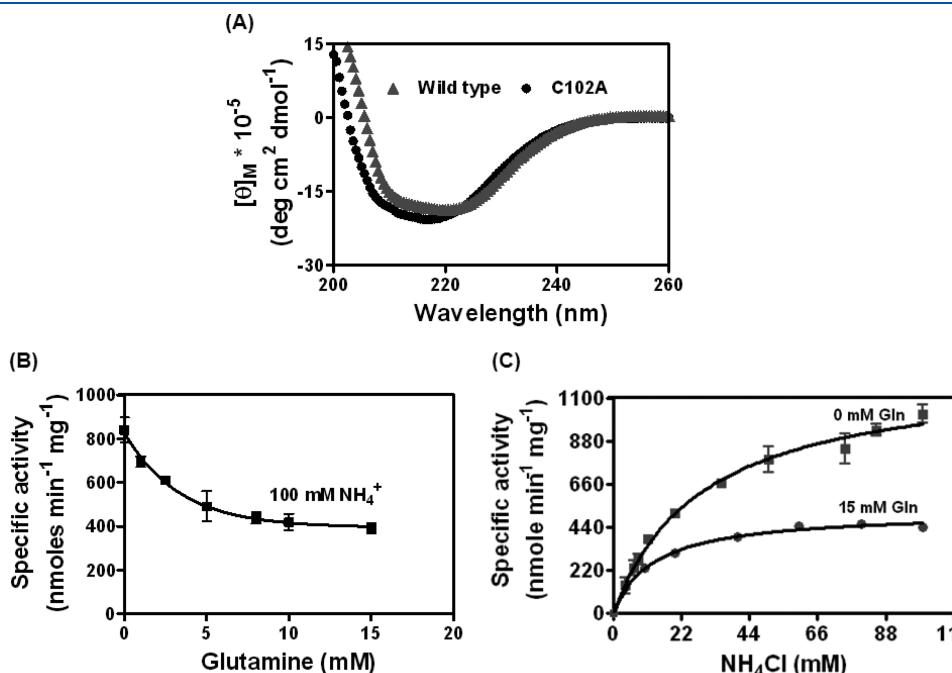 (A)
15
0
-15
-30
[θ]M * 10-5
(deg cm2 dmol-1)
Wild type
C102A
200
220
240
260
Wavelength (nm)
(B)
1000
800
600
400
200
0
Specific activity
(nmoles min-1 mg-1)
100 mM NH4+
0
5
10
15
20
Glutamine (mM)
(C)
1100
880
660
440
220
0
Specific activity
(nmole min-1 mg-1)
0 mM Gln
15 mM Gln
0
22
44
66
88
NH4Cl (mM)